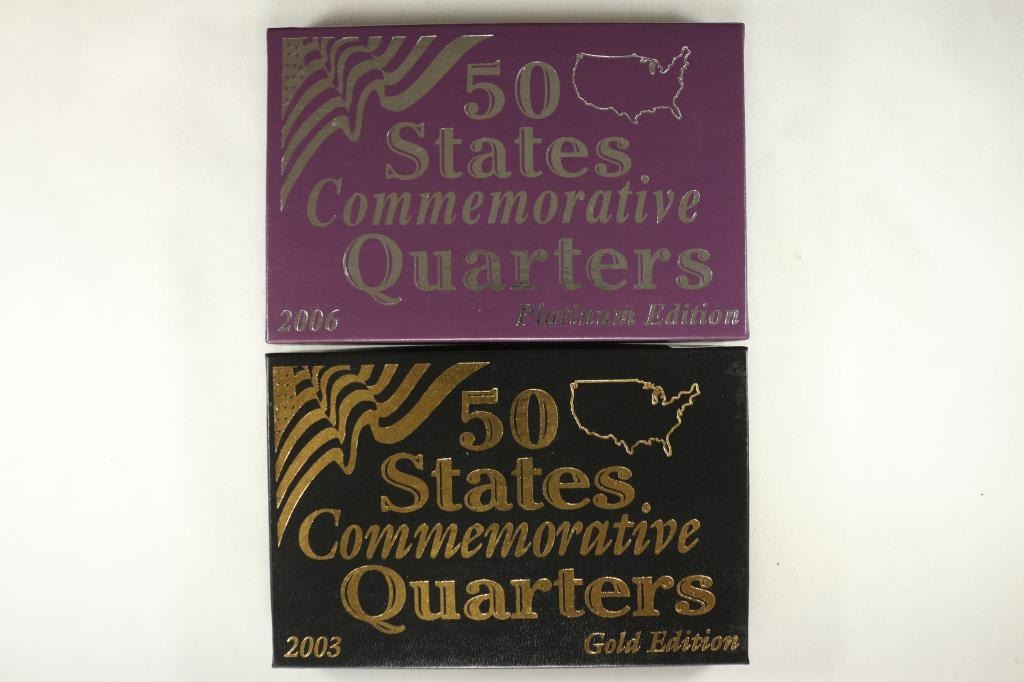 50
States
Commemorative
Quarters
2006 Platinum Edition
50
States
Commemorative
Quarters
2003 Gold Edition